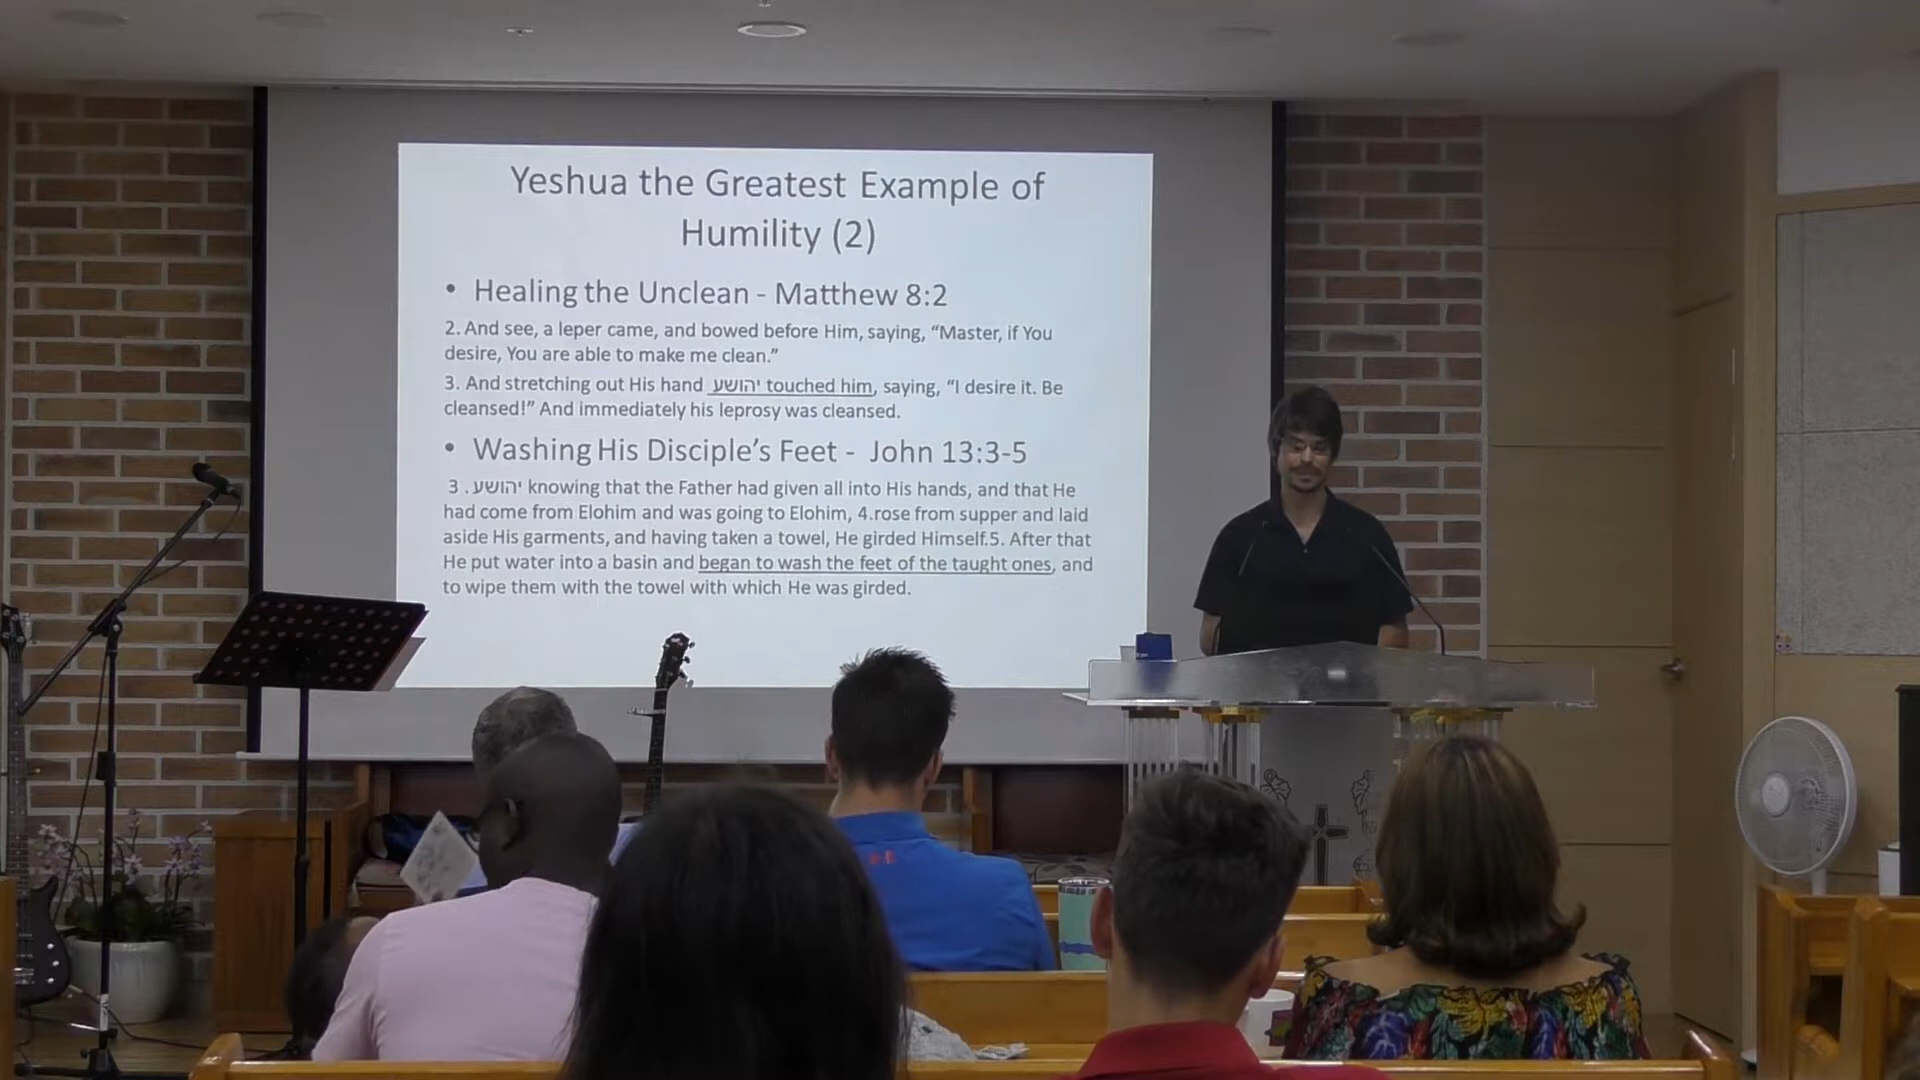 Yeshua the Greatest Example of
Humility (2)
• Healing the Unclean - Matthew 8:2
2. And see, a leper came, and bowed before Him, saying, “Master, if You
desire, You are able to make me clean.”
3. And stretching out His hand יהושע touched him, saying, “I desire it. Be
cleansed!” And immediately his leprosy was cleansed.
• Washing His Disciple’s Feet - John 13:3-5
3 .יהושע knowing that the Father had given all into His hands, and that He
had come from Elohim and was going to Elohim, 4.rose from supper and laid
aside His garments, and having taken a towel, He girded Himself.5. After that
He put water into a basin and began to wash the feet of the taught ones, and
to wipe them with the towel with which He was girded.